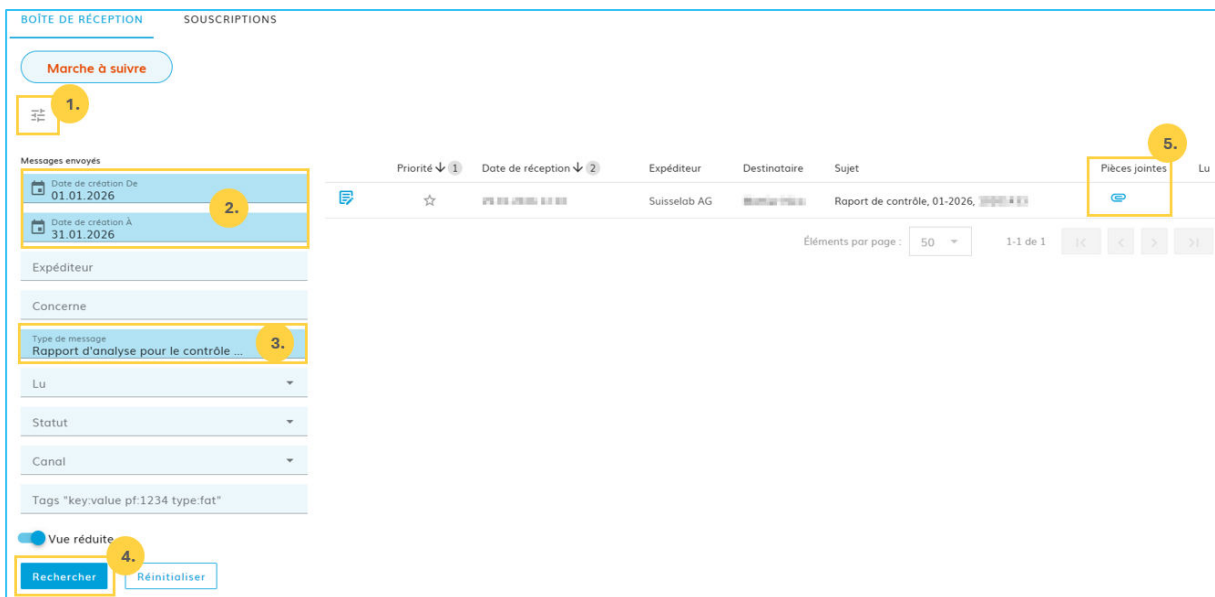 BOÎTE DE RÉCEPTION SOUSCRIPTIONS
Marche à suivre
1.
Messages envoyés
Date de création De
01.01.2026
2.
Date de création À
31.01.2026
Expéditeur
Concerne
Type de message
Rapport d'analyse pour le contrôle ...
3.
Lu
Statut
Canal
Tags "key:value pf:1234 type:fat"
Vue réduite
4.
Rechercher Réinitialiser
5.
Priorité 1 Date de réception 2 Expéditeur Destinataire Sujet Pièces jointes Lu
Suisselab AG Raport de contrôle, 01-2026,
Éléments par page : 50 1-1 de 1